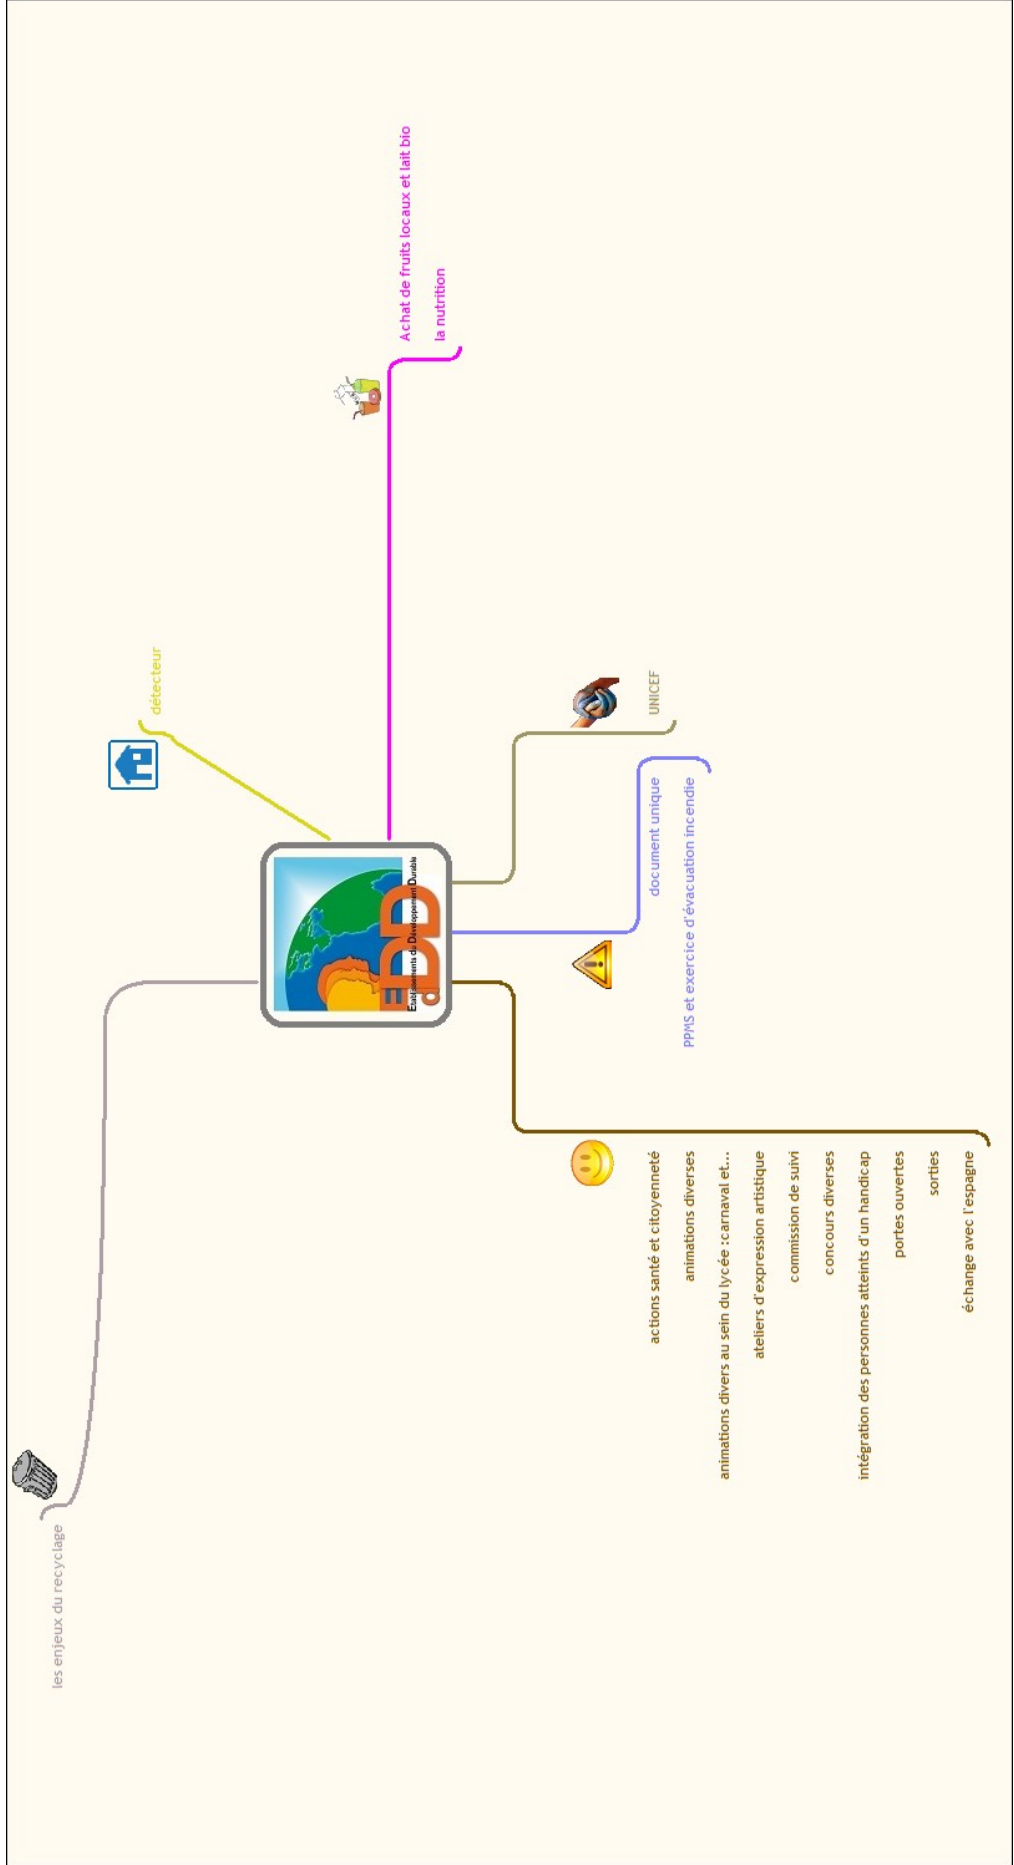 les enjeux du recyclage
détecteur
Achat de fruits locaux et lait bio
la nutrition
EDD
Etablissements du Développement Durable
UNICEF
document unique
PPMS et exercice d'évacuation incendie
actions santé et citoyenneté
animations diverses
animations divers au sein du lycée :carnaval et...
ateliers d'expression artistique
commission de suivi
concours diverses
intégration des personnes atteints d'un handicap
portes ouvertes
sorties
échange avec l'espagne